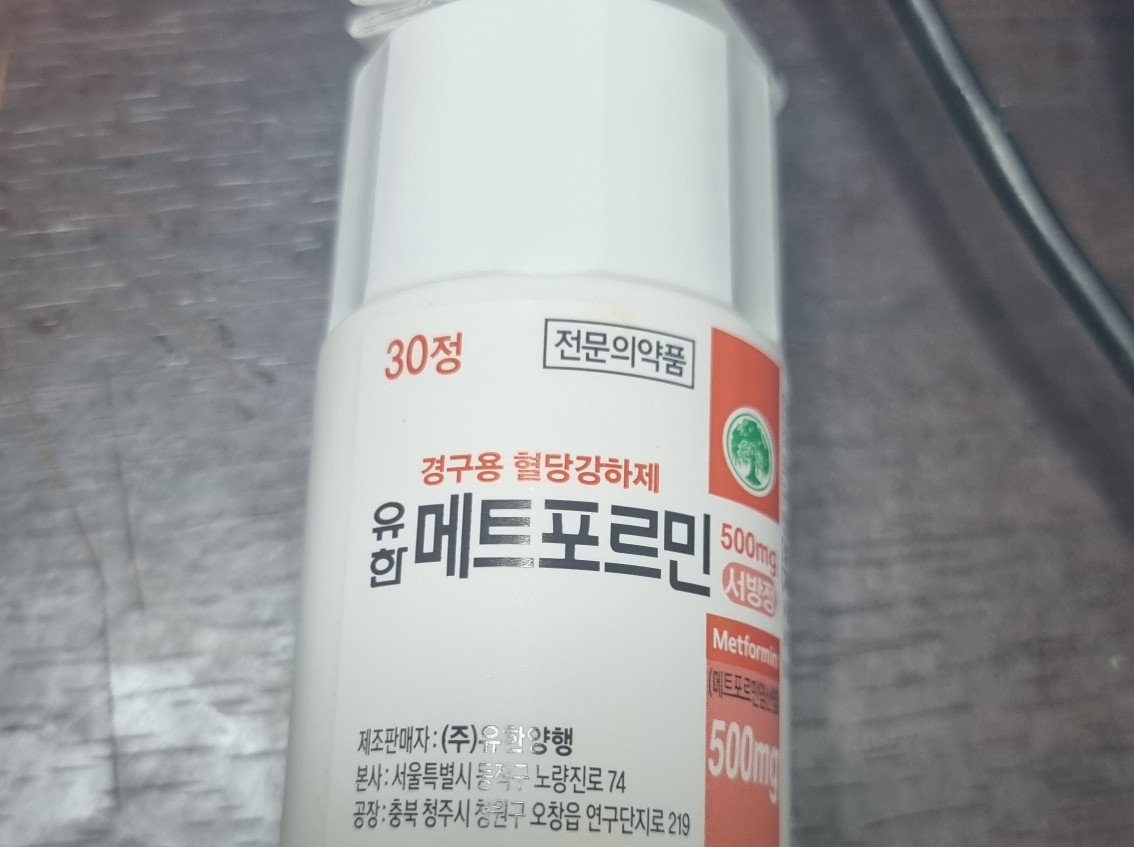 30정
전문의약품
경구용 혈당강하제
유한메트포르민 500mg
서방정
Metformin
500mg
제조판매자 : (주)유한양행
본사 : 서울특별시 동작구 노량진로 74
공장 : 충북 청주시 청원구 오창읍 연구단지로 219